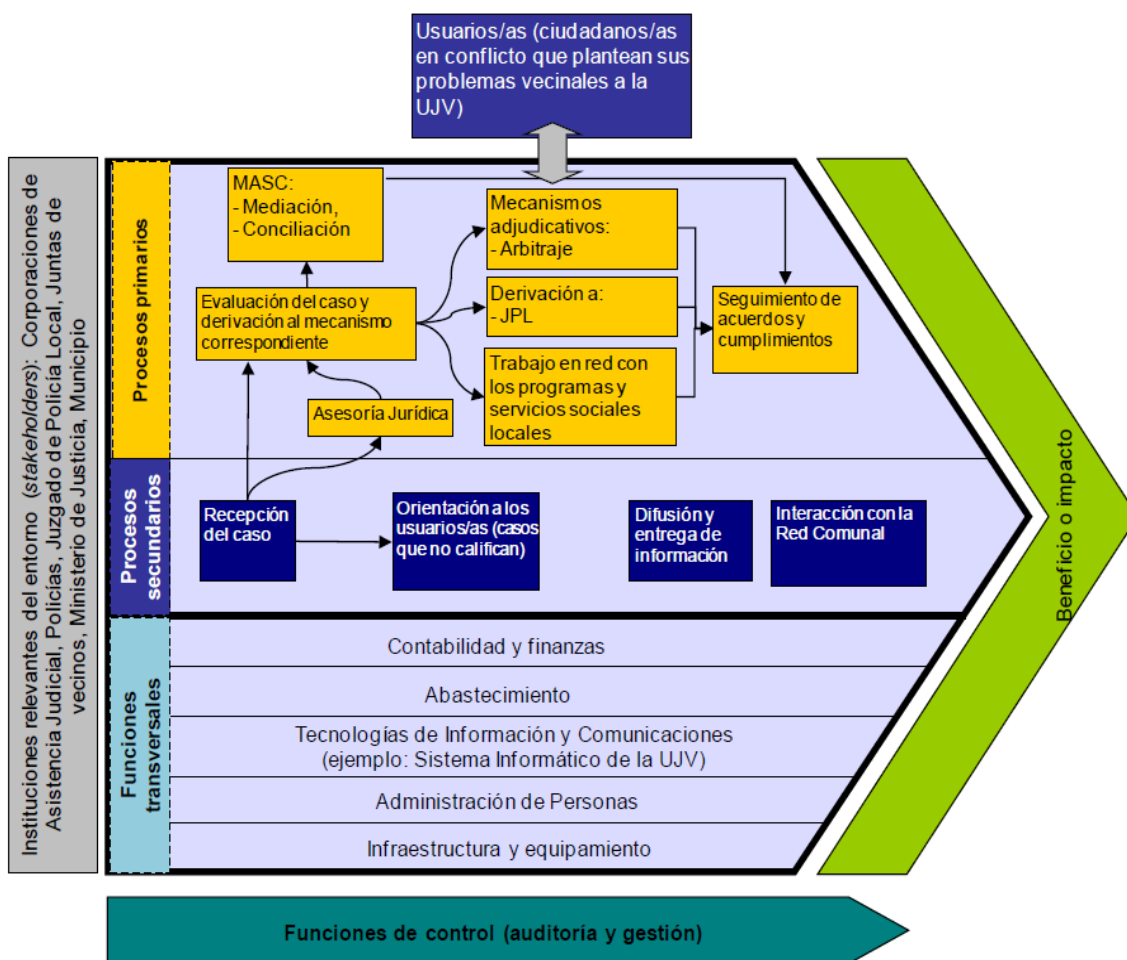 Usuarios/as (ciudadanos/as
en conflicto que plantean sus
problemas vecinales a la
UJV)
Instituciones relevantes del entorno (stakeholders): Corporaciones de
Asistencia Judicial, Policías, Juzgado de Policía Local, Juntas de
vecinos, Ministerio de Justicia, Municipio
Procesos primarios
MASC:
- Mediación,
- Conciliación
Mecanismos
adjudicativos:
- Arbitraje
Evaluación del caso y
derivación al mecanismo
correspondiente
Derivación a:
- JPL
Seguimiento de
acuerdos y
cumplimientos
Trabajo en red con
los programas y
servicios sociales
locales
Asesoría Jurídica
Procesos
secundarios
Recepción
del caso
Orientación a los
usuarios/as (casos
que no califican)
Difusión y
entrega de
información
Interacción con la
Red Comunal
Funciones
transversales
Contabilidad y finanzas
Abastecimiento
Tecnologías de Información y Comunicaciones
(ejemplo: Sistema Informático de la UJV)
Administración de Personas
Infraestructura y equipamiento
Beneficio o impacto
Funciones de control (auditoría y gestión)